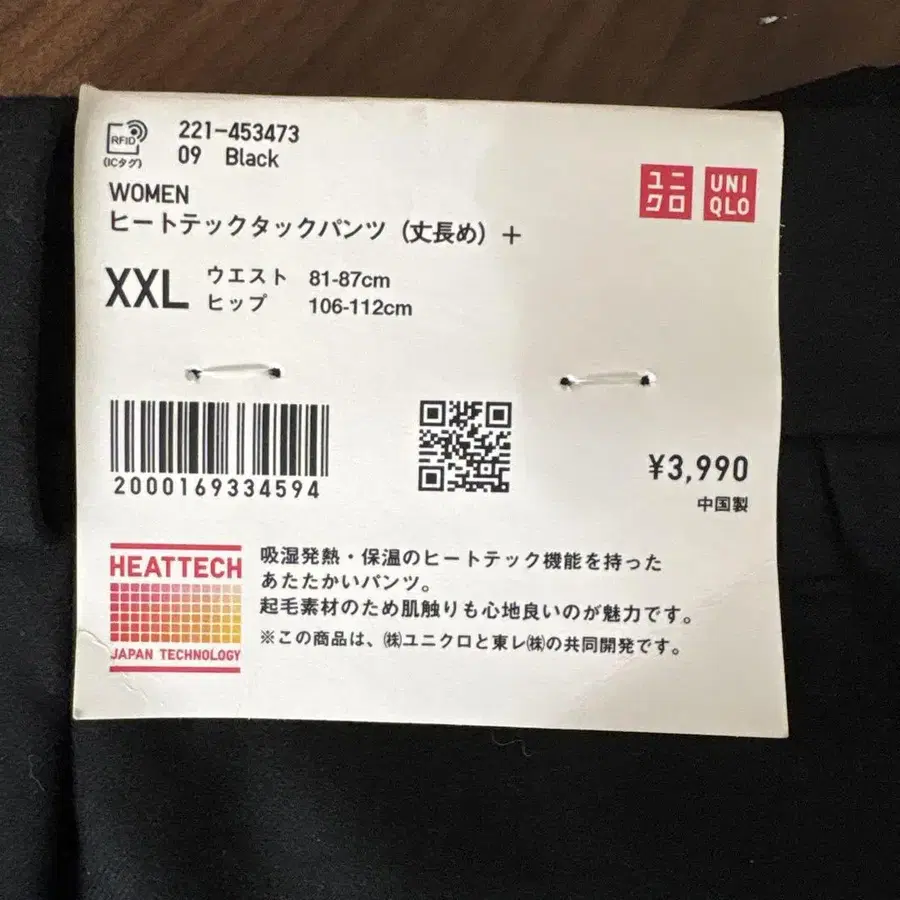 RFID
(ICタグ)
221-453473
09 Black
WOMEN
ヒートテックタックパンツ（丈長め）＋
ユニクロ
UNI
QLO
XXL
ウエスト 81-87cm
ヒップ 106-112cm
2000169334594
¥3,990
中国製
HEATTECH
JAPAN TECHNOLOGY
吸湿発熱・保温のヒートテック機能を持った
あたたかいパンツ。
起毛素材のため肌触りも心地良いのが魅力です。
※この商品は、㈱ユニクロと東レ㈱の共同開発です。